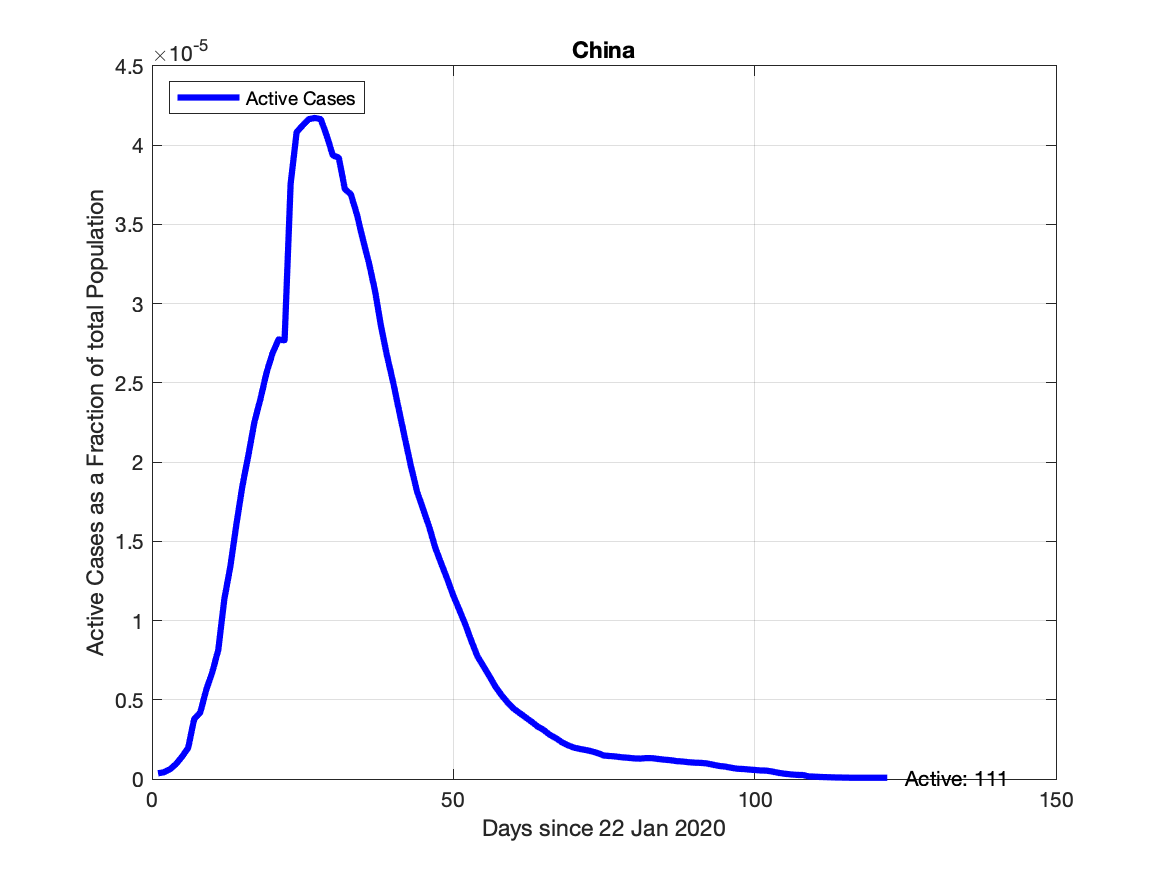 China
×10-5
Active Cases
4.5
4
3.5
3
2.5
2
1.5
1
0.5
0
Active Cases as a Fraction of total Population
Active: 111
0 50 100 150
Days since 22 Jan 2020